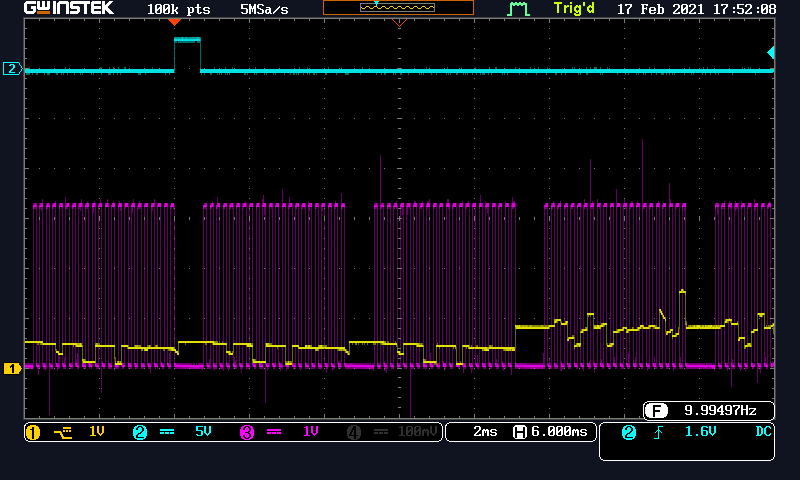 GWINSTEK 100k pts 5MSa/s Trig'd 17 Feb 2021 17:52:08
2
1
F 9.99497Hz
1 1V 2 5V 3 1V 4 100mV 2ms H 6.000ms 2 1.6V DC